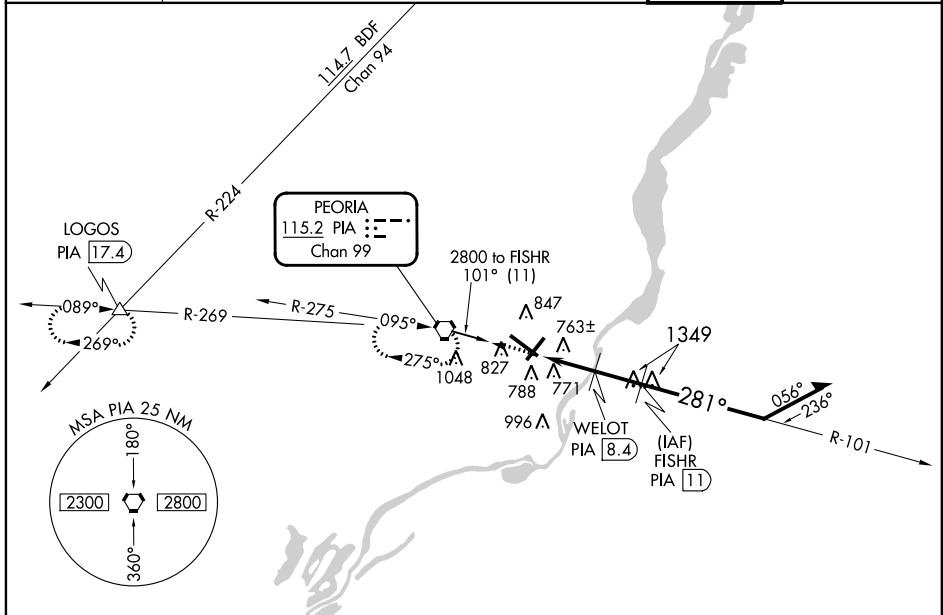 114.7 BDF
Chan 94
R-224
LOGOS
PIA 17.4
PEORIA
115.2 PIA
Chan 99
2800 to FISHR
101° (11)
089°
269°
R-269
R-275
095°
275°
1048
827
847
763±
788
771
996
1349
281°
WELOT
PIA 8.4
(IAF)
FISHR
PIA 11
056°
236°
R-101
MSA PIA 25 NM
180°
2300
2800
360°